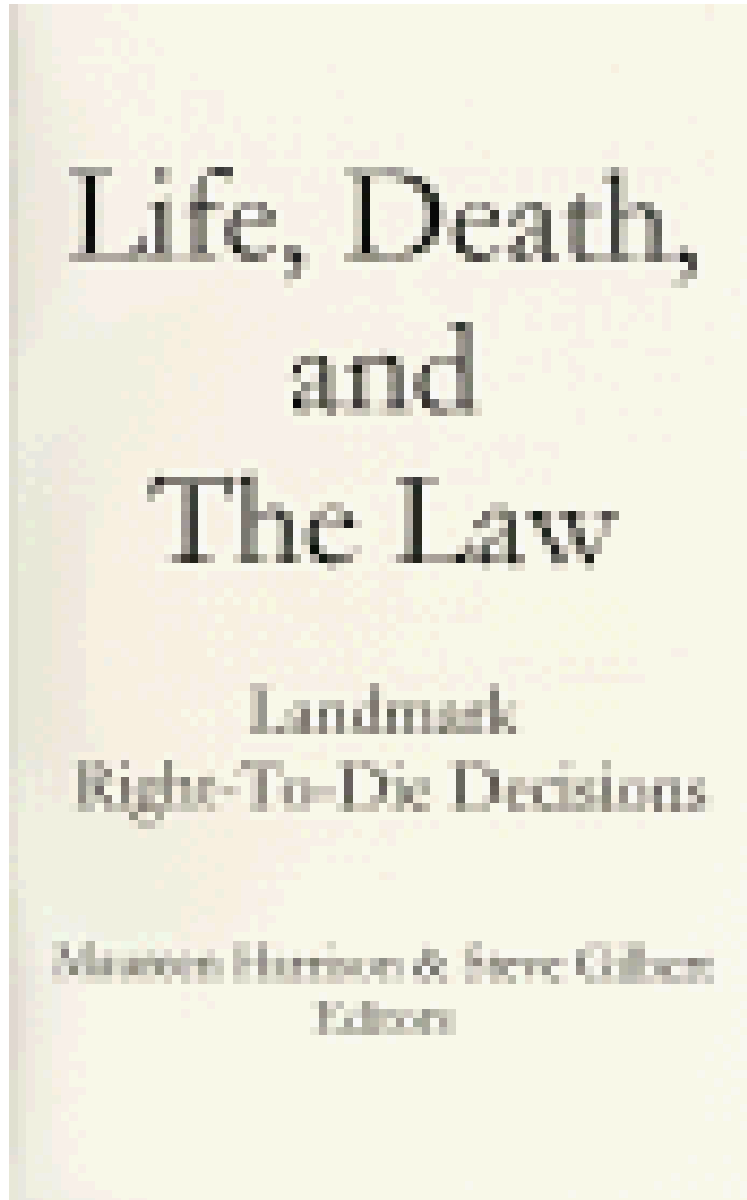 Life, Death,
and
The Law
Landmark
Right-To-Die Decisions
Maureen Harrison & Steve Gilbert
Editors